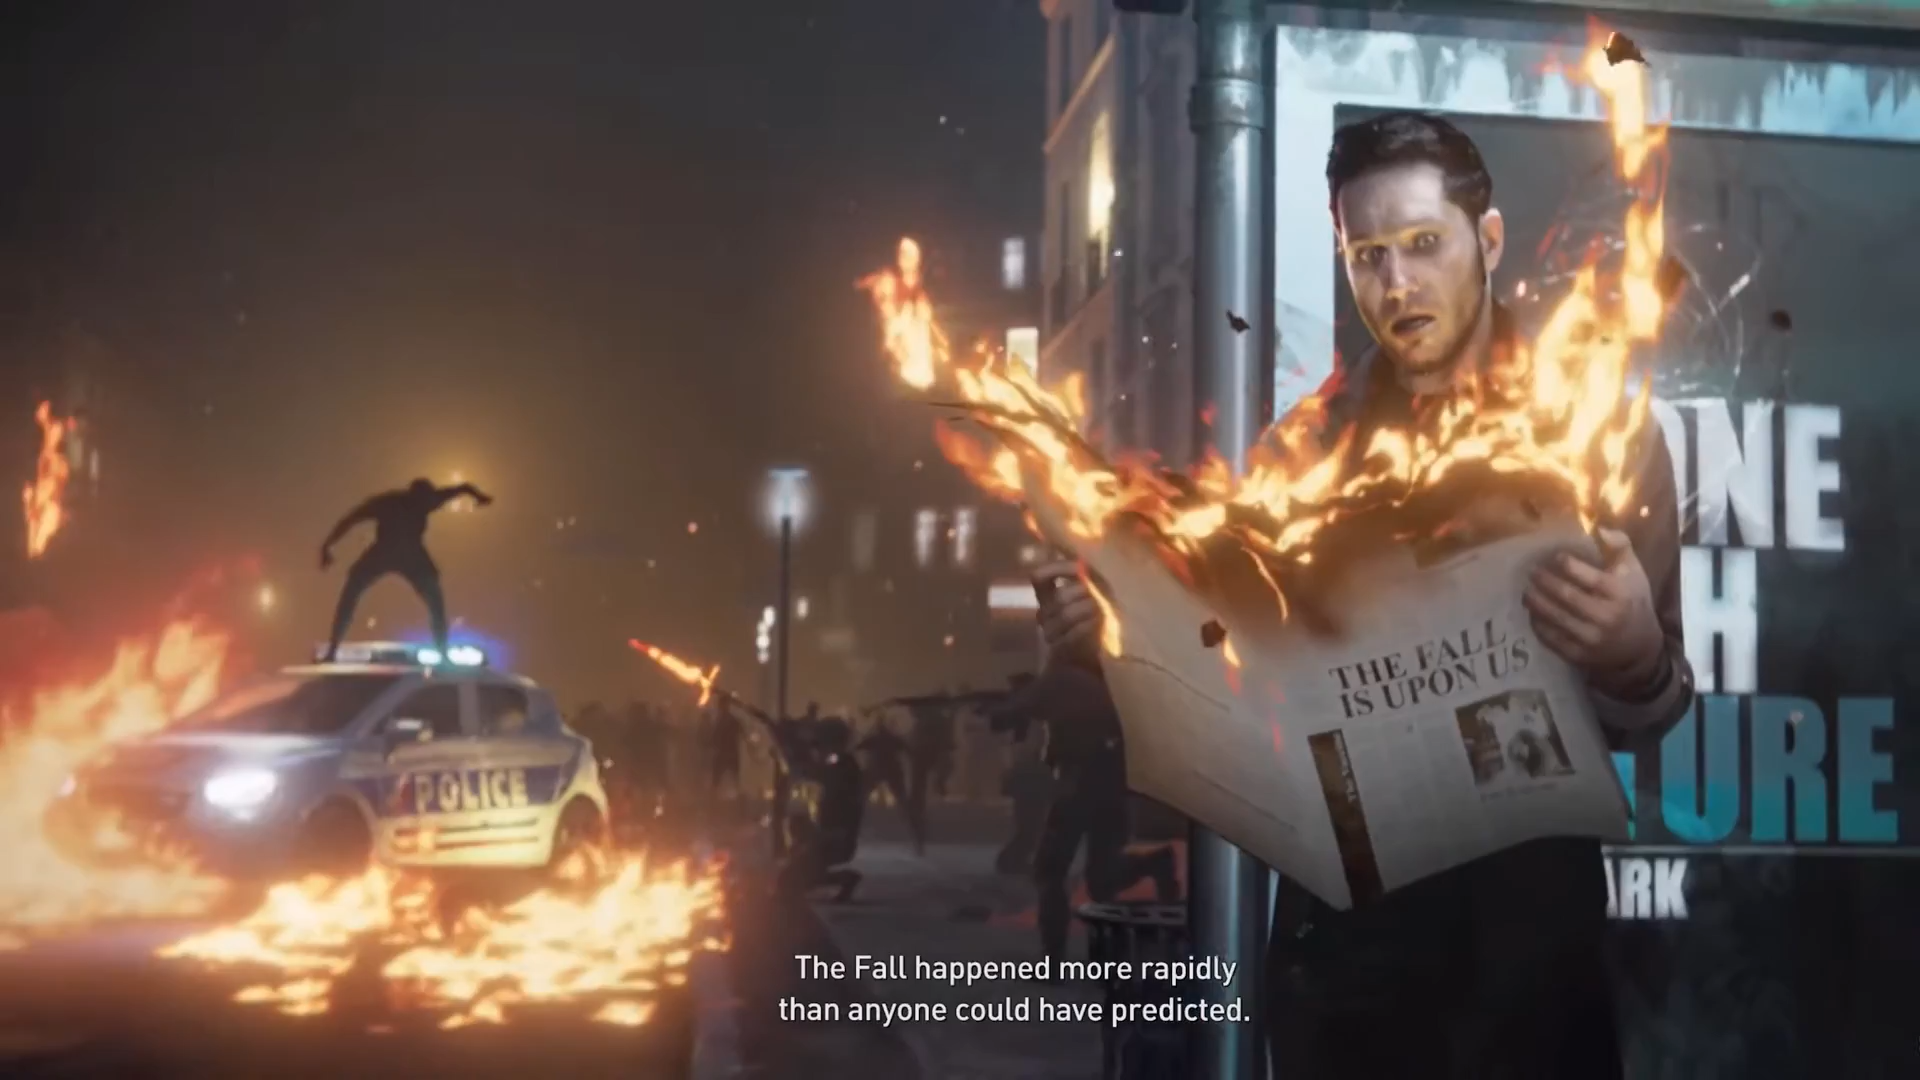 POLICE
THE FALL
IS UPON US
ONE
H
URE
ARK
The Fall happened more rapidly
than anyone could have predicted.